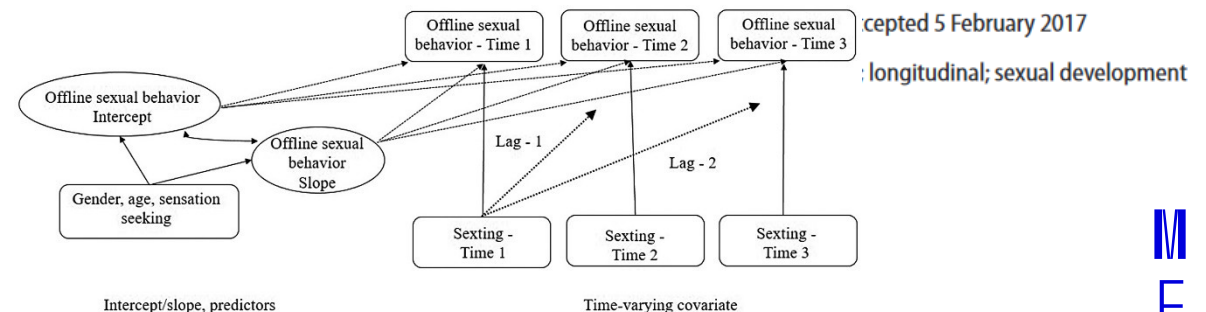 Offline sexual
behavior - Time 1
Offline sexual
behavior - Time 2
Offline sexual
behavior - Time 3
cepted 5 February 2017
; longitudinal; sexual development
Offline sexual behavior
Intercept
Offline sexual
behavior
Slope
Lag - 1
Lag - 2
Gender, age, sensation
seeking
Sexting -
Time 1
Sexting -
Time 2
Sexting -
Time 3
M
Intercept/slope, predictors
Time-varying covariate